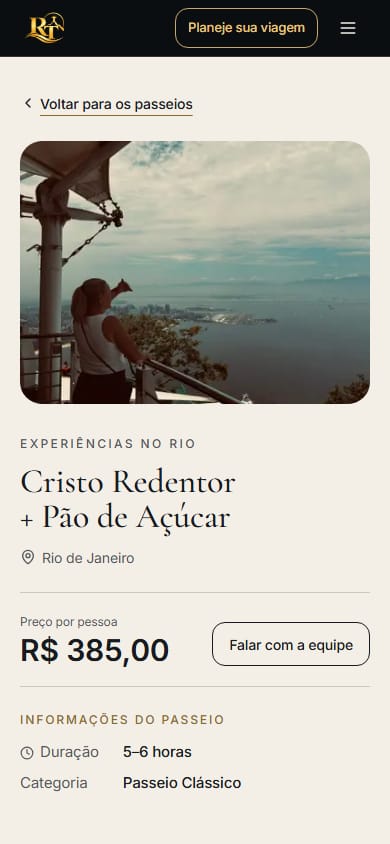 RT
Planeje sua viagem
Voltar para os passeios
EXPERIÊNCIAS NO RIO
Cristo Redentor
+ Pão de Açúcar
Rio de Janeiro
Preço por pessoa
R$ 385,00
Falar com a equipe
INFORMAÇÕES DO PASSEIO
Duração 5–6 horas
Categoria Passeio Clássico